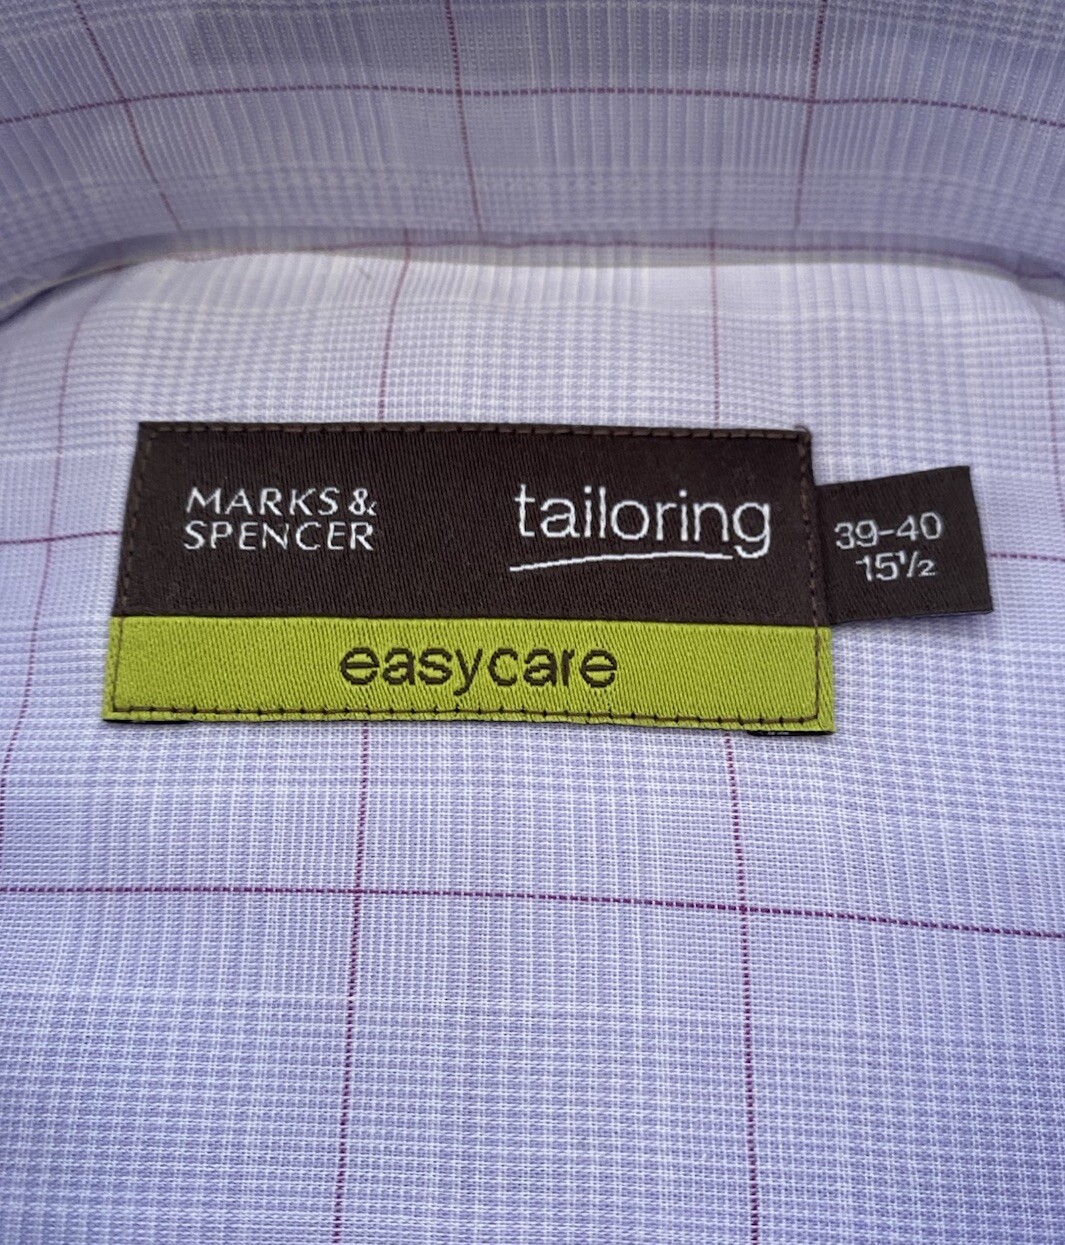 MARKS &
SPENCER
tailoring
39-40
15½
easycare